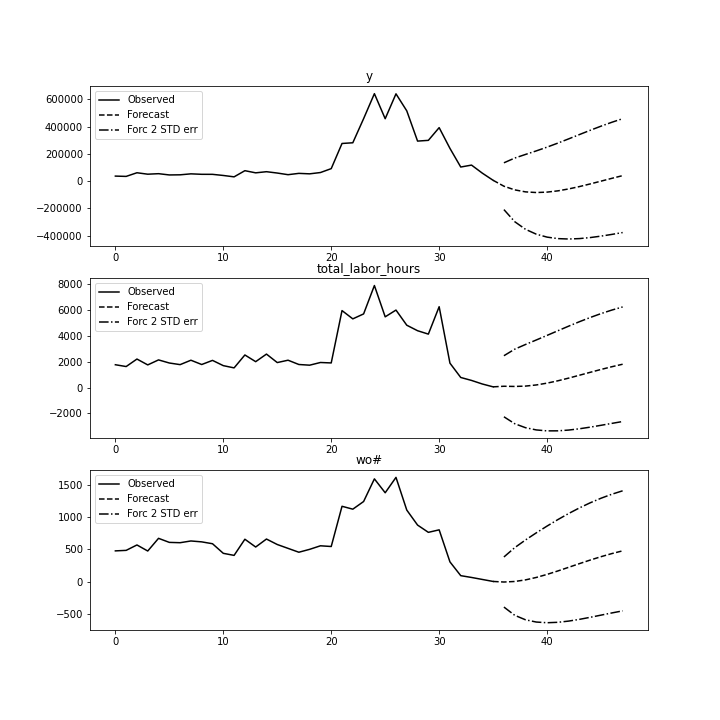 y
600000
400000
200000
0
−200000
−400000
Observed
Forecast
Forc 2 STD err
0 10 20 30 40
total_labor_hours
8000
6000
4000
2000
0
−2000
Observed
Forecast
Forc 2 STD err
0 10 20 30 40
wo#
1500
1000
500
0
−500
Observed
Forecast
Forc 2 STD err
0 10 20 30 40